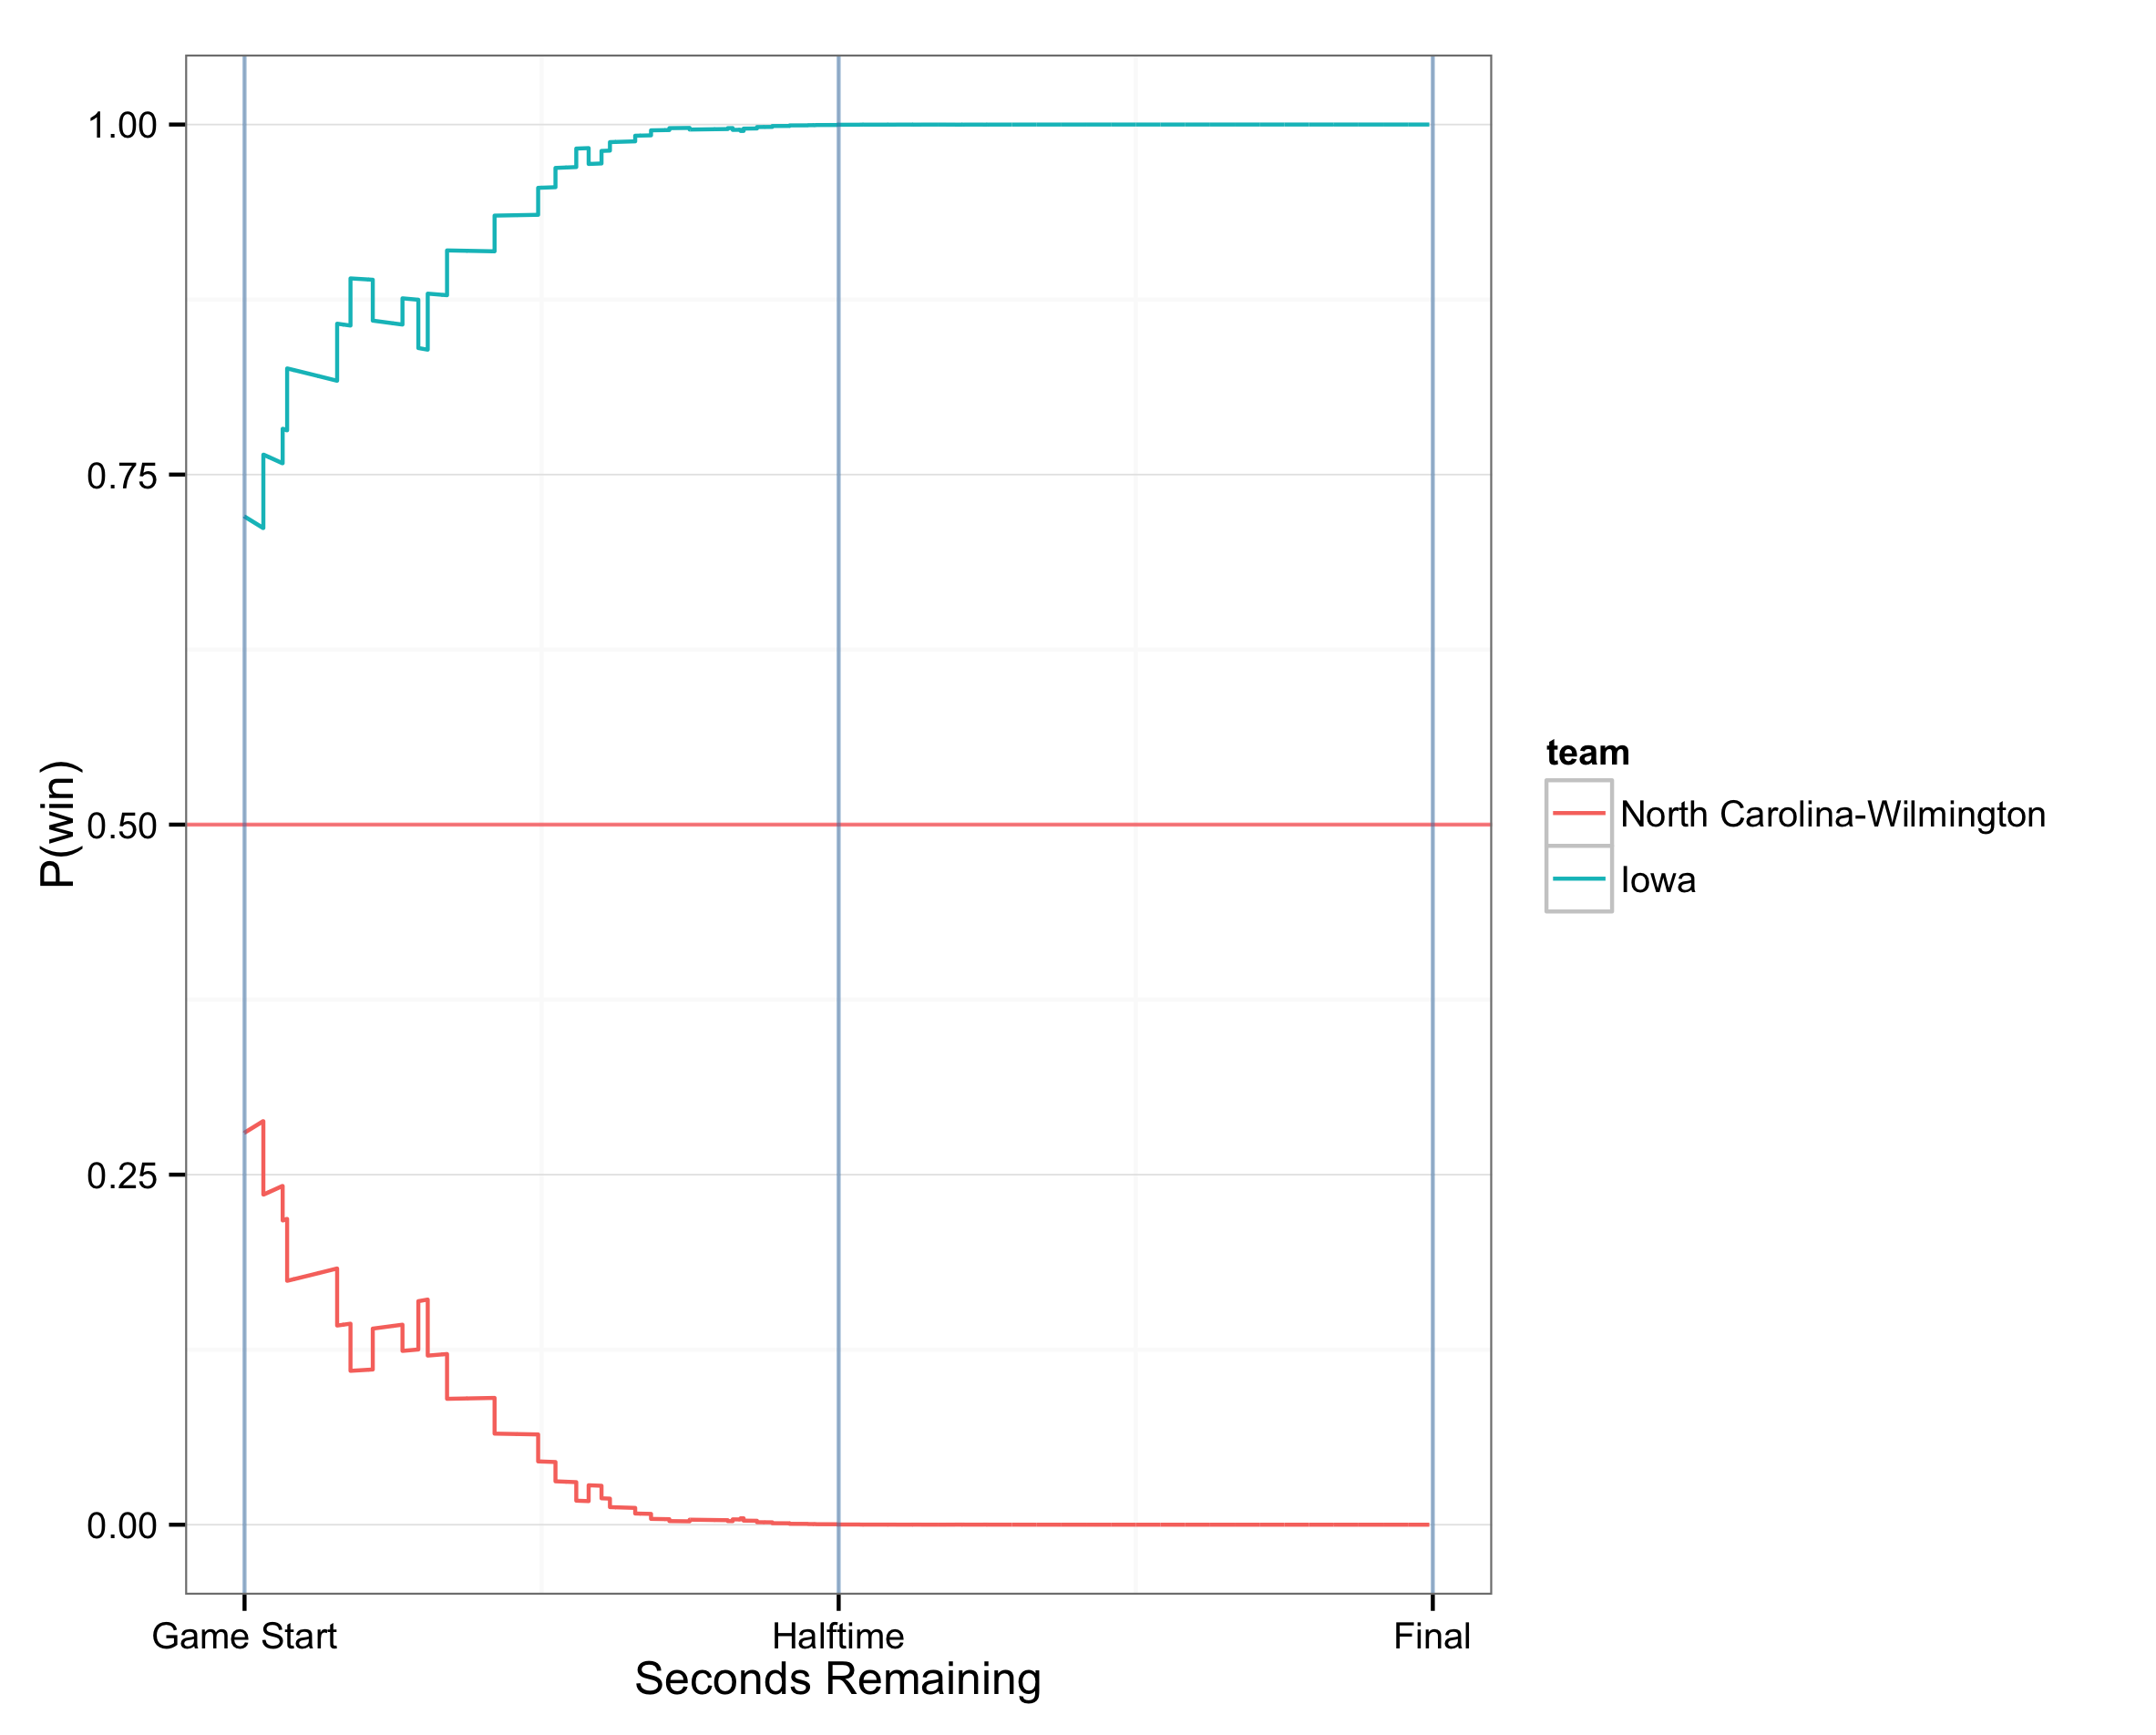 1.00
0.75
0.50
0.25
0.00
P(win)
Game Start
Halftime
Final
Seconds Remaining
team
North Carolina-Wilmington
Iowa